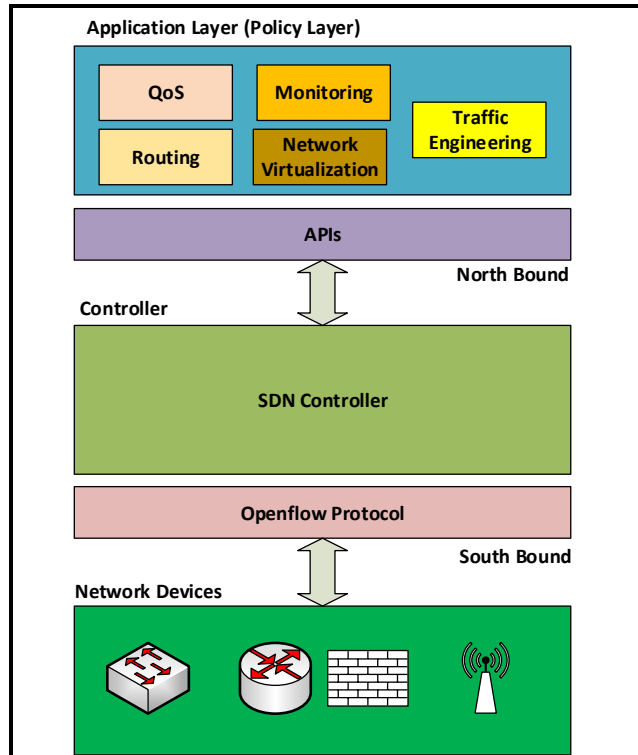 Application Layer (Policy Layer)
QoS
Monitoring
Traffic
Engineering
Routing
Network
Virtualization
APIs
North Bound
Controller
SDN Controller
Openflow Protocol
South Bound
Network Devices